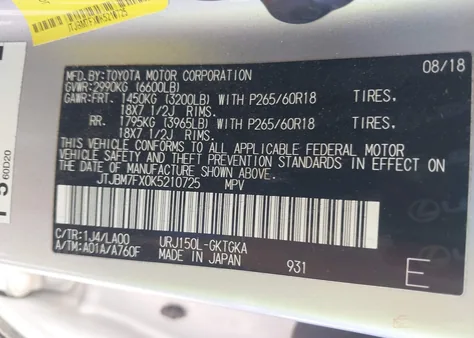 JTJBM7FX0K5210725
MFD. BY: TOYOTA MOTOR CORPORATION 08/18
GVWR: 2990KG (6600LB)
GAWR: FRT. 1450KG (3200LB) WITH P265/60R18 TIRES.
18X7 1/2J RIMS.
RR. 1795KG (3965LB) WITH P265/60R18 TIRES.
18X7 1/2J RIMS.
THIS VEHICLE CONFORMS TO ALL APPLICABLE FEDERAL MOTOR
VEHICLE SAFETY AND BUMPER STANDARDS IN EFFECT ON
THE DATE OF MANUFACTURE SHOWN ABOVE.
JTJBM7FX0K5210725 MPV
C/TR: 1J4/LA00 URJ150L-GKTGKA
A/TM: A01A/A760F MADE IN JAPAN 931 E
60D20